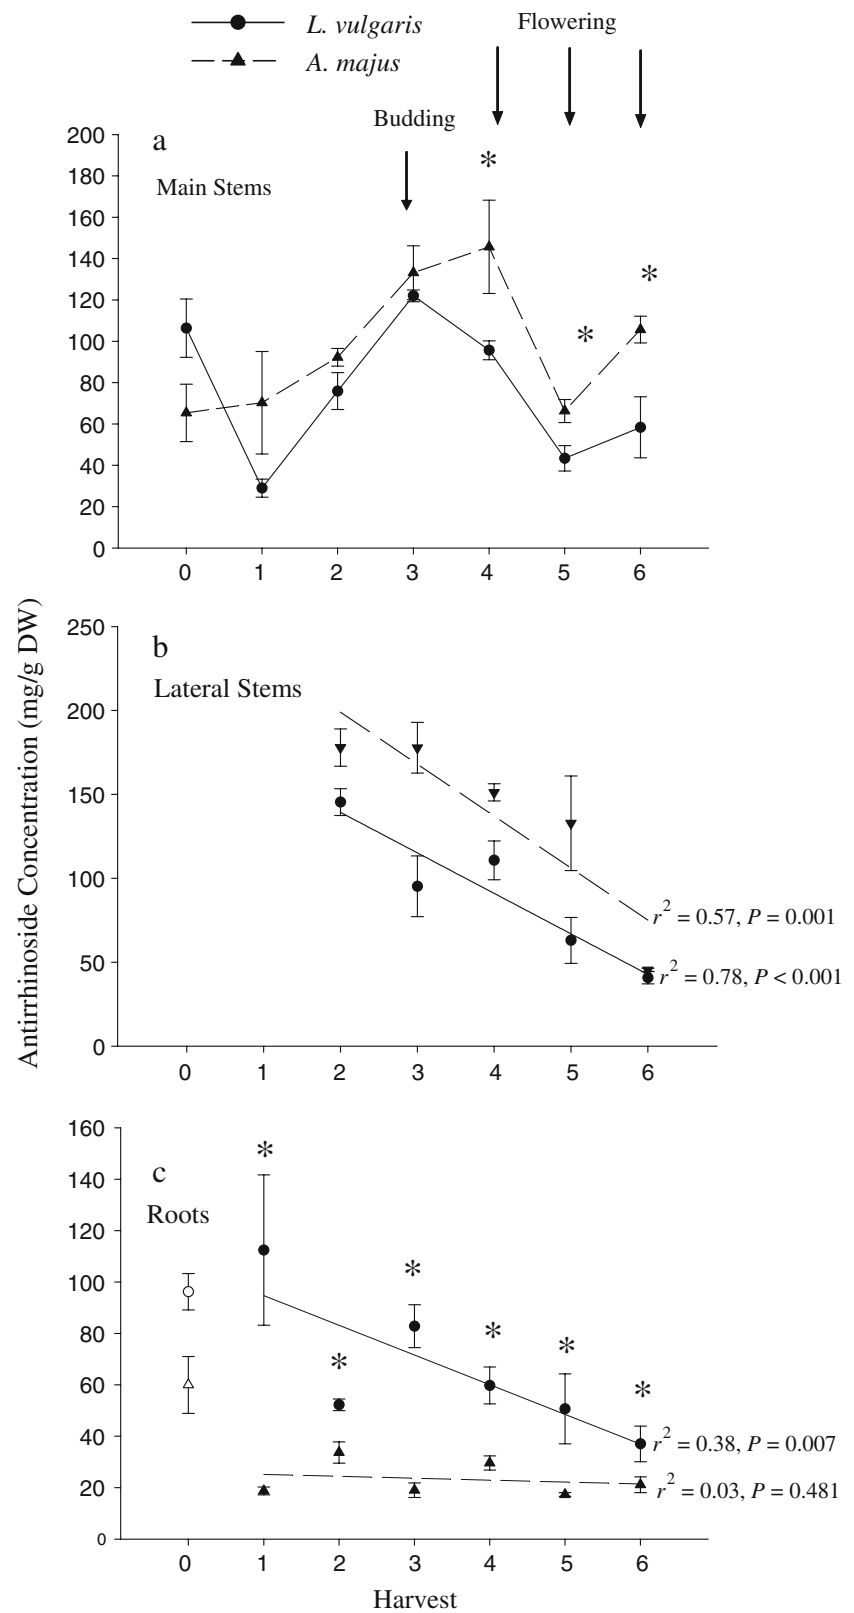 L. vulgaris
A. majus
Flowering
Budding
a
Main Stems
*
*
*
200
180
160
140
120
100
80
60
40
20
0
0 1 2 3 4 5 6
Antirrhinoside Concentration (mg/g DW)
b
Lateral Stems
250
200
150
100
50
0
r² = 0.57, P = 0.001
r² = 0.78, P < 0.001
0 1 2 3 4 5 6
c
Roots
*
*
*
*
*
*
160
140
120
100
80
60
40
20
0
r² = 0.38, P = 0.007
r² = 0.03, P = 0.481
0 1 2 3 4 5 6
Harvest